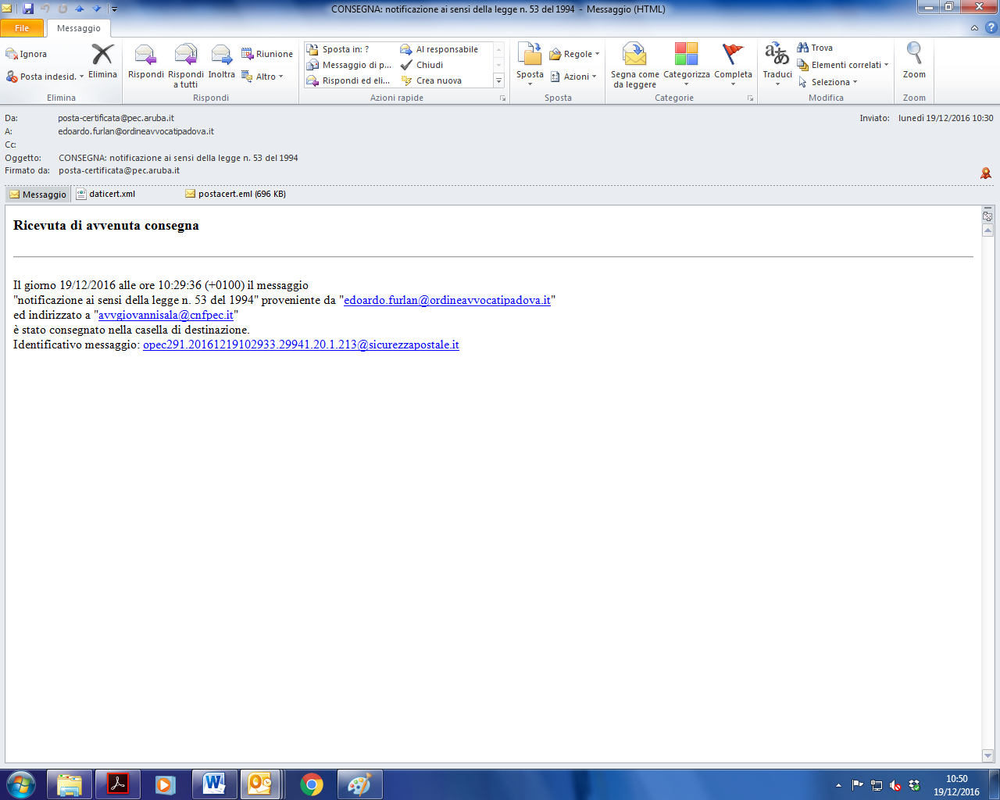 CONSEGNA: notificazione ai sensi della legge n. 53 del 1994 - Messaggio (HTML)
File
Messaggio
Ignora
Posta indesid.
Elimina
Elimina
Rispondi
Rispondi a tutti
Inoltra
Riunione
Altro
Rispondi
Sposta in: ?
Messaggio di p...
Rispondi ed eli...
Al responsabile
Chiudi
Crea nuova
Azioni rapide
Sposta
Regole
Azioni
Sposta
Segna come da leggere
Categorizza
Completa
Categorie
Traduci
Trova
Elementi correlati
Seleziona
Modifica
Zoom
Zoom
Da: posta-certificata@pec.aruba.it
Inviato: lunedì 19/12/2016 10:30
A: edoardo.furlan@ordineavvocatipadova.it
Cc:
Oggetto: CONSEGNA: notificazione ai sensi della legge n. 53 del 1994
Firmato da: posta-certificata@pec.aruba.it
Messaggio daticert.xml postacert.eml (696 KB)
Ricevuta di avvenuta consegna
Il giorno 19/12/2016 alle ore 10:29:36 (+0100) il messaggio
"notificazione ai sensi della legge n. 53 del 1994" proveniente da "edoardo.furlan@ordineavvocatipadova.it"
ed indirizzato a "avvgiovannisala@cnfpec.it"
è stato consegnato nella casella di destinazione.
Identificativo messaggio: opec291.20161219102933.29941.20.1.213@sicurezzapostale.it
10:50
19/12/2016